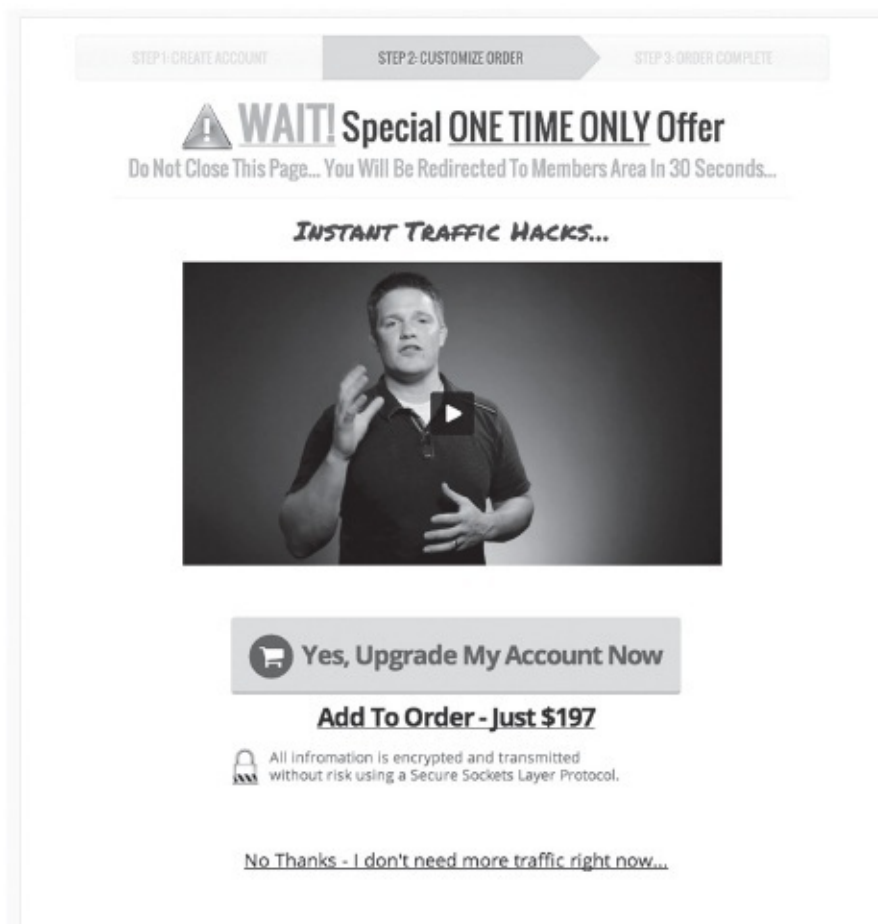 STEP 1: CREATE ACCOUNT
STEP 2: CUSTOMIZE ORDER
STEP 3: ORDER COMPLETE
WAIT! Special ONE TIME ONLY Offer
Do Not Close This Page... You Will Be Redirected To Members Area In 30 Seconds...
INSTANT TRAFFIC HACKS...
Yes, Upgrade My Account Now
Add To Order - Just $197
All infromation is encrypted and transmitted
without risk using a Secure Sockets Layer Protocol.
No Thanks - I don't need more traffic right now...